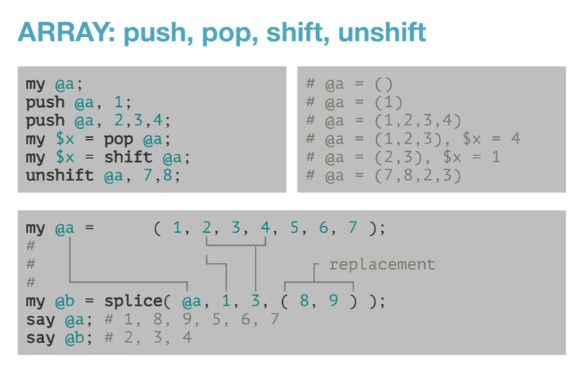 ARRAY: push, pop, shift, unshift
my @a;
push @a, 1;
push @a, 2,3,4;
my $x = pop @a;
my $x = shift @a;
unshift @a, 7,8;
# @a = ()
# @a = (1)
# @a = (1,2,3,4)
# @a = (1,2,3), $x = 4
# @a = (2,3), $x = 1
# @a = (7,8,2,3)
my @a = ( 1, 2, 3, 4, 5, 6, 7 );
#
# replacement
#
my @b = splice( @a, 1, 3, ( 8, 9 ) );
say @a; # 1, 8, 9, 5, 6, 7
say @b; # 2, 3, 4